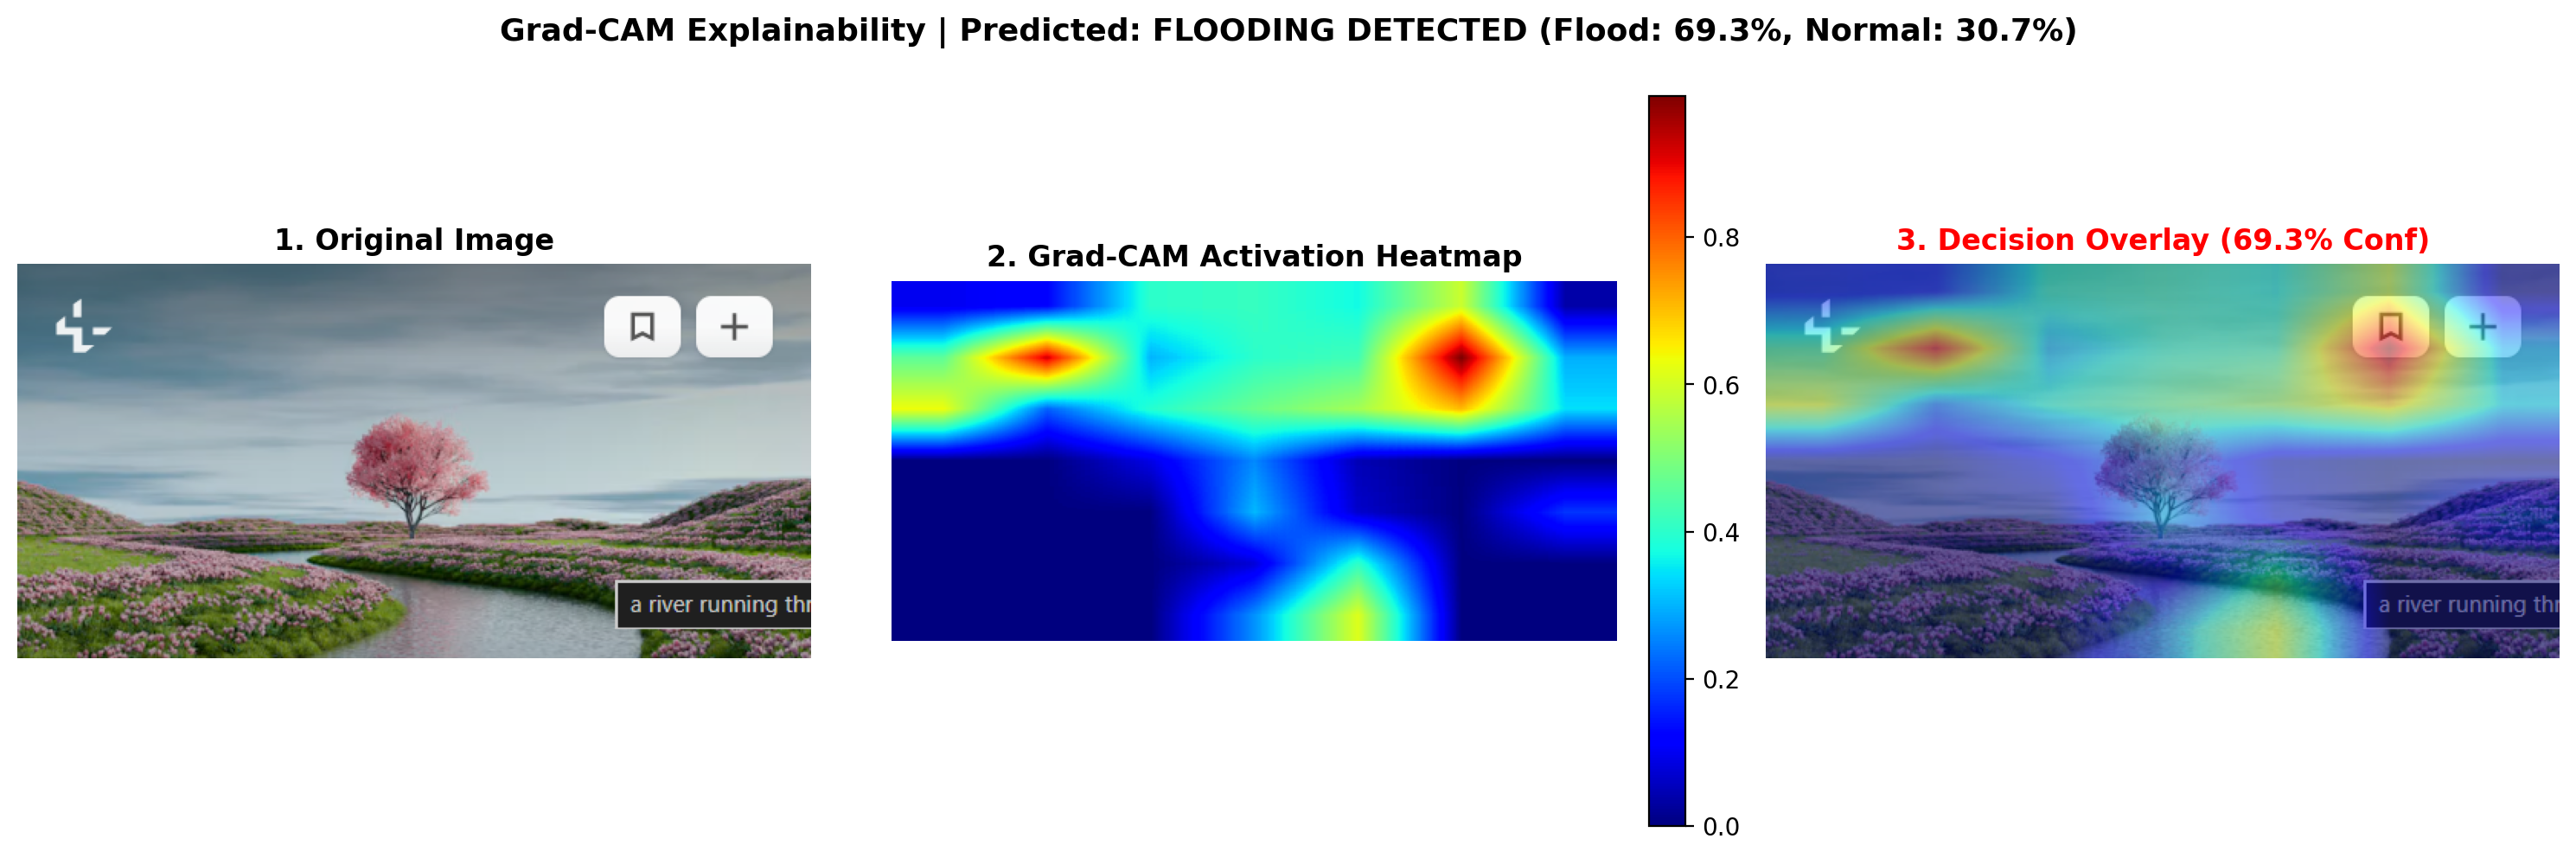 Grad-CAM Explainability | Predicted: FLOODING DETECTED (Flood: 69.3%, Normal: 30.7%)
1. Original Image
a river running thr
2. Grad-CAM Activation Heatmap
0.8
0.6
0.4
0.2
0.0
3. Decision Overlay (69.3% Conf)
a river running thr